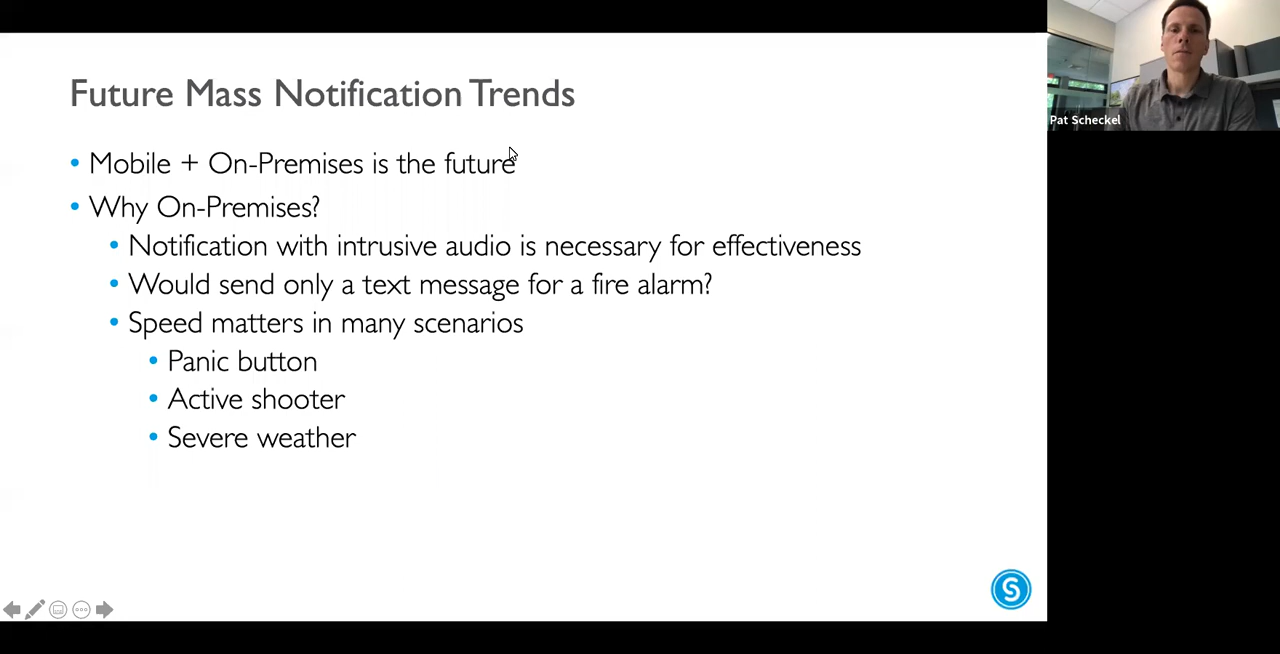 Future Mass Notification Trends
Mobile + On-Premises is the future
Why On-Premises?
Notification with intrusive audio is necessary for effectiveness
Would send only a text message for a fire alarm?
Speed matters in many scenarios
Panic button
Active shooter
Severe weather
S
Pat Scheckel